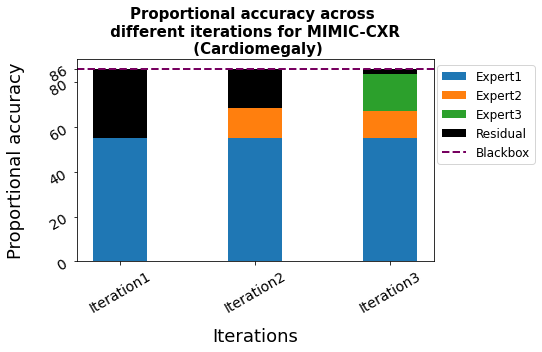 Proportional accuracy across
different iterations for MIMIC-CXR
(Cardiomegaly)
Proportional accuracy
86
80
60
40
20
0
Iteration1
Iteration2
Iteration3
Iterations
Expert1
Expert2
Expert3
Residual
Blackbox